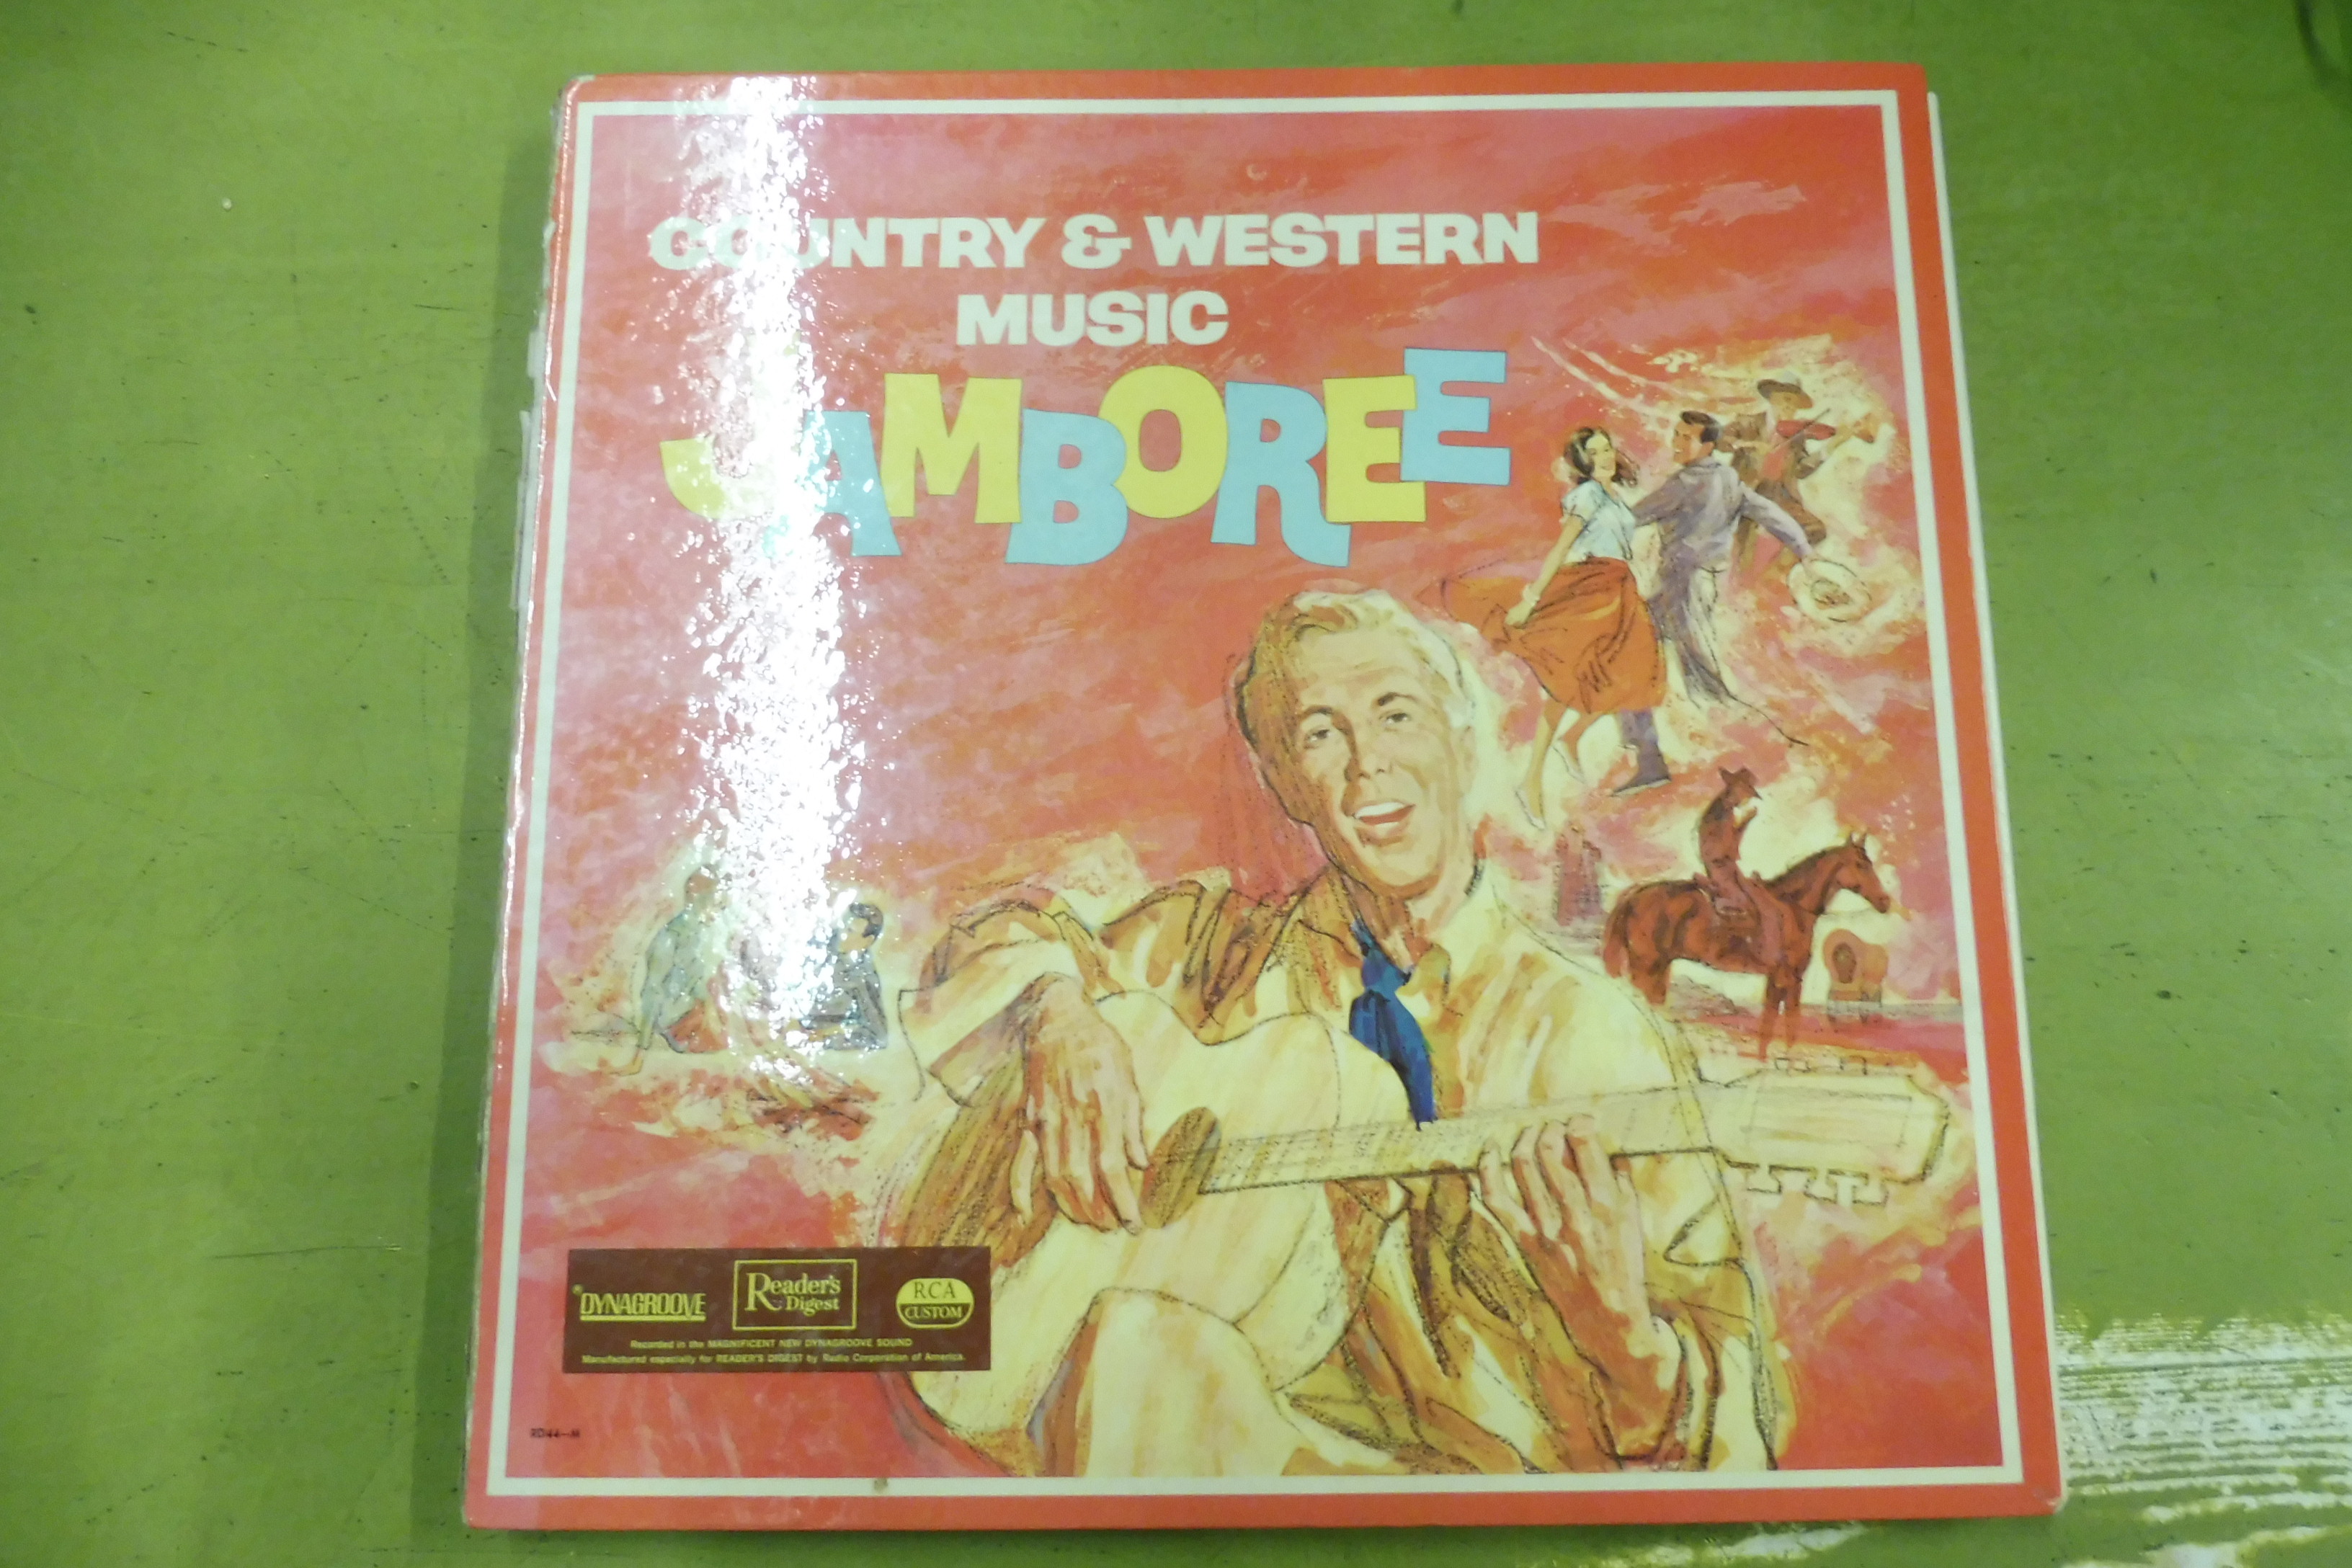 COUNTRY & WESTERN
MUSIC
JAMBOREE
®DYNAGROOVE
Reader's
Digest
RCA
CUSTOM
Recorded in the MAGNIFICENT NEW DYNAGROOVE SOUND
Manufactured especially for READER'S DIGEST by Radio Corporation of America.
RD44-M